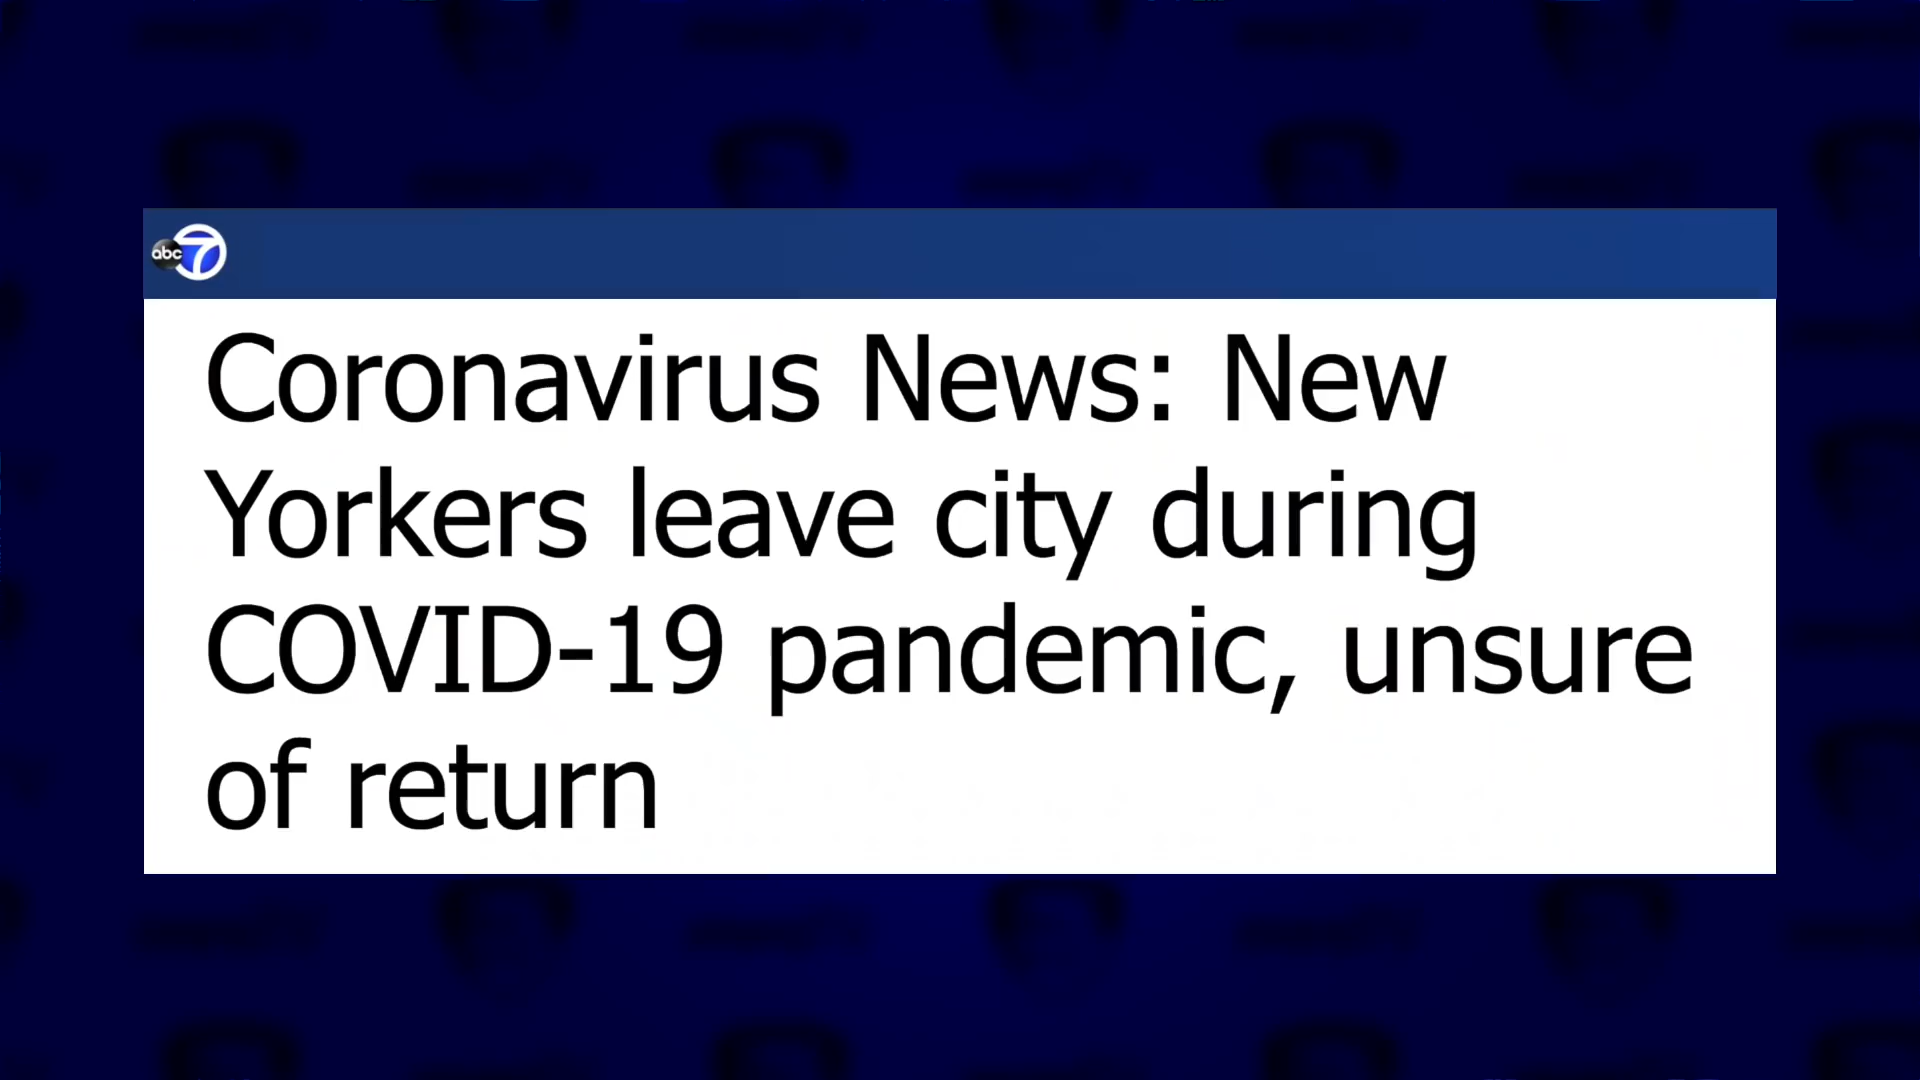 abc 7
Coronavirus News: New
Yorkers leave city during
COVID-19 pandemic, unsure
of return